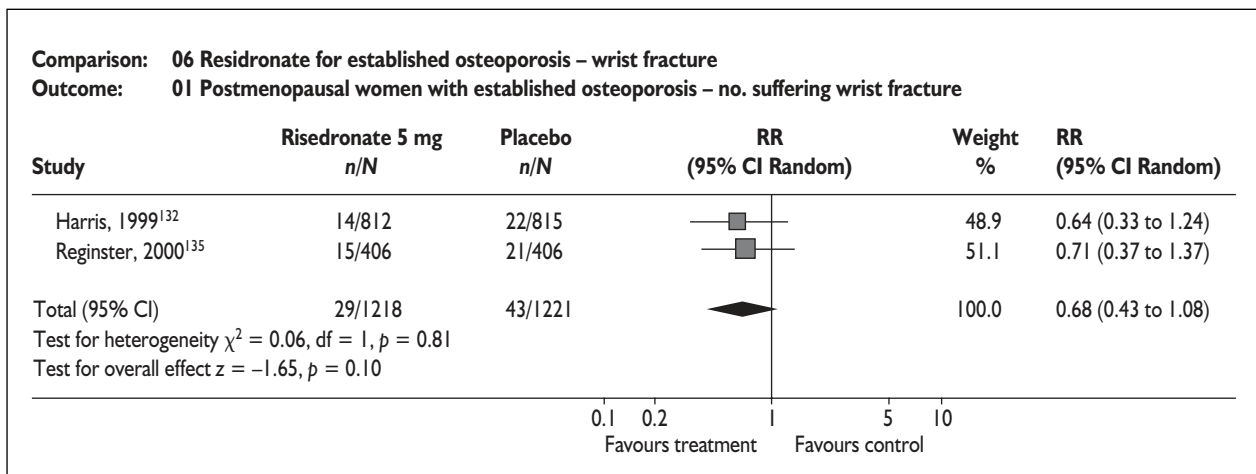 Comparison: 06 Residronate for established osteoporosis – wrist fracture
Outcome: 01 Postmenopausal women with established osteoporosis – no. suffering wrist fracture
Risedronate 5 mg Placebo RR Weight RR
Study n/N n/N (95% CI Random) % (95% CI Random)
Harris, 1999¹³² 14/812 22/815 48.9 0.64 (0.33 to 1.24)
Reginster, 2000¹³⁵ 15/406 21/406 51.1 0.71 (0.37 to 1.37)
Total (95% CI) 29/1218 43/1221 100.0 0.68 (0.43 to 1.08)
Test for heterogeneity χ² = 0.06, df = 1, p = 0.81
Test for overall effect z = –1.65, p = 0.10
0.1 0.2 1 5 10
Favours treatment Favours control